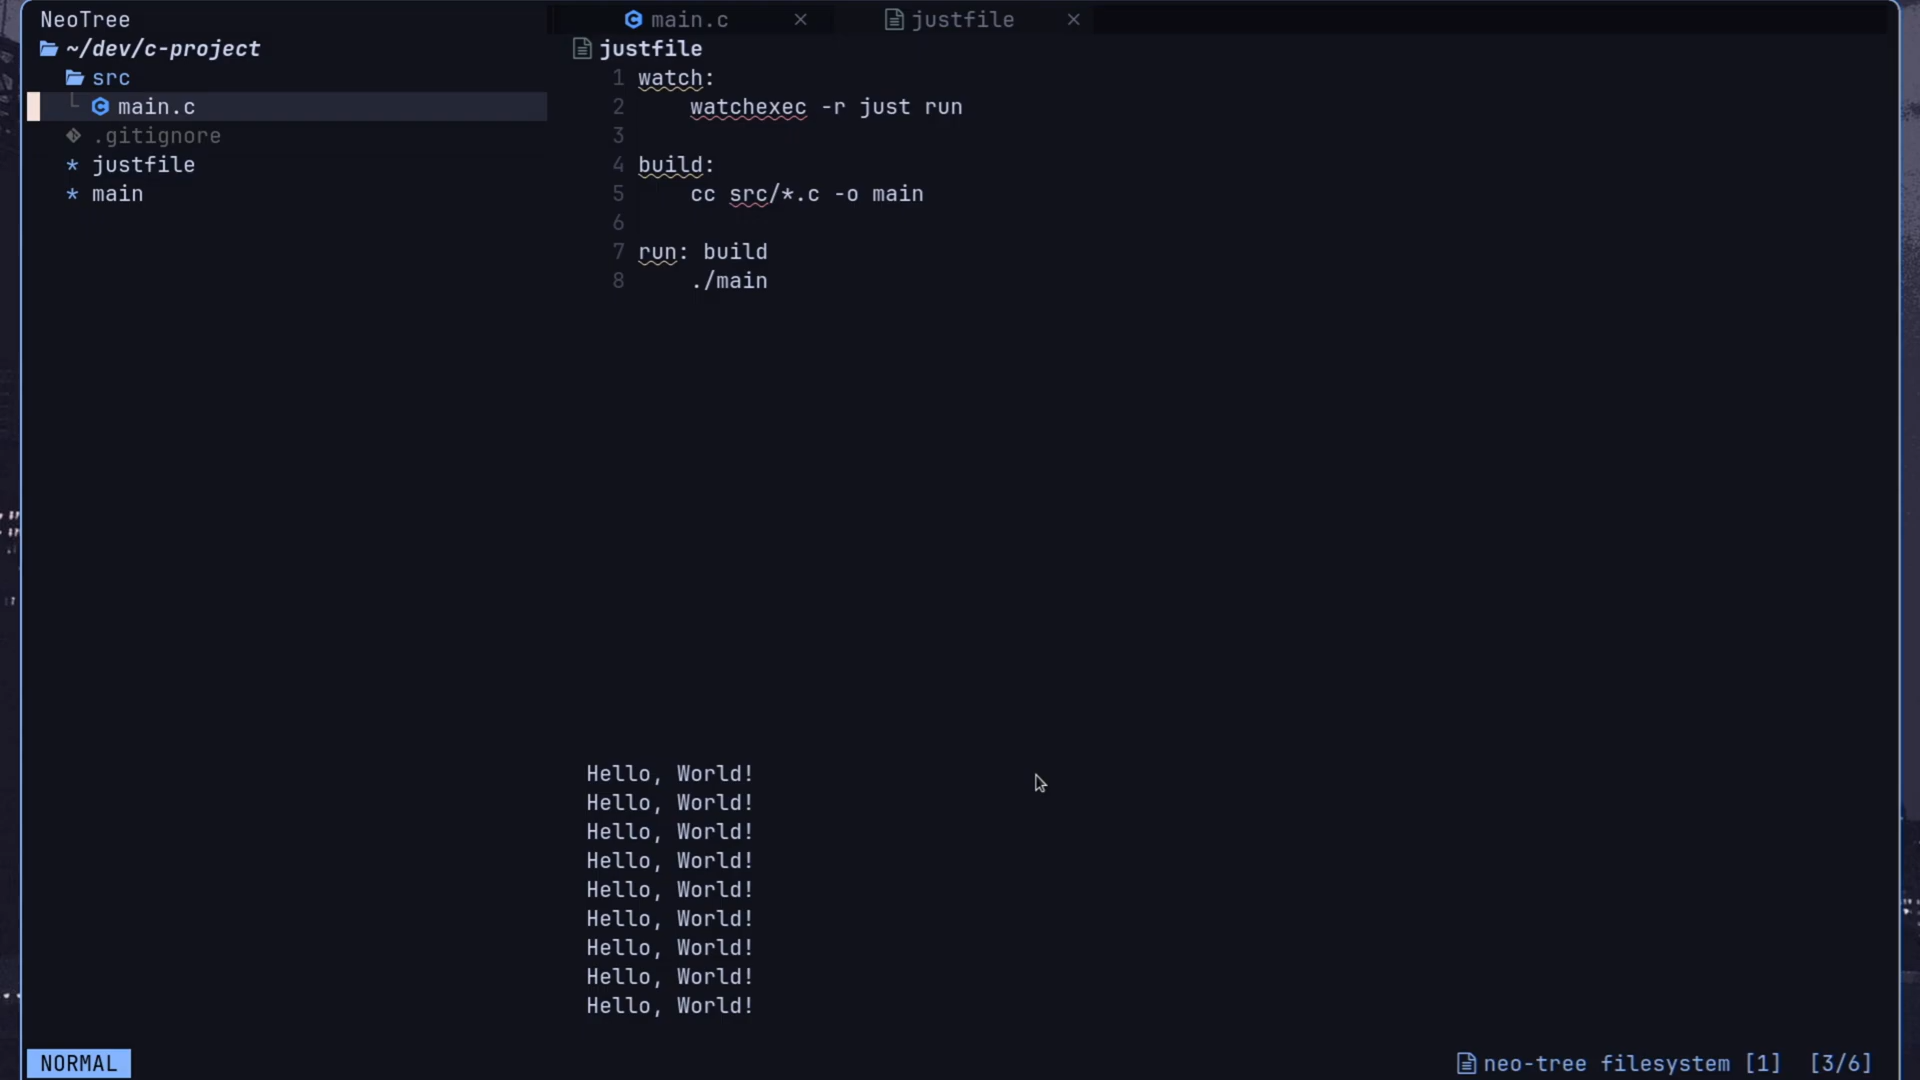 NeoTree
main.c ×
justfile ×
~/dev/c-project
src
main.c
.gitignore
* justfile
* main
justfile
1 watch:
2     watchexec -r just run
3
4 build:
5     cc src/*.c -o main
6
7 run: build
8     ./main
Hello, World!
Hello, World!
Hello, World!
Hello, World!
Hello, World!
Hello, World!
Hello, World!
Hello, World!
Hello, World!
NORMAL
neo-tree filesystem [1] [3/6]